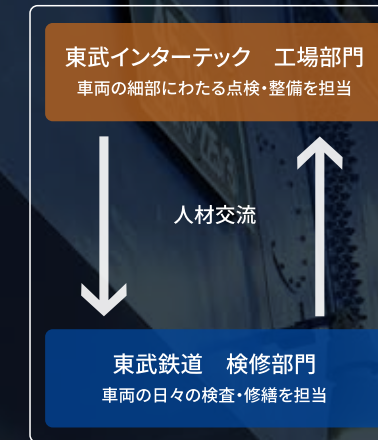 東武インターテック　工場部門
車両の細部にわたる点検・整備を担当
人材交流
東武鉄道　検修部門
車両の日々の検査・修繕を担当